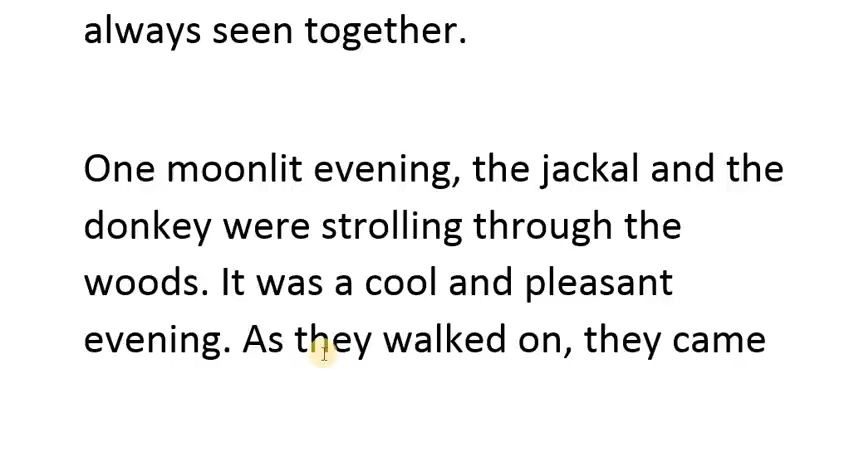 always seen together.
One moonlit evening, the jackal and the
donkey were strolling through the
woods. It was a cool and pleasant
evening. As they walked on, they came